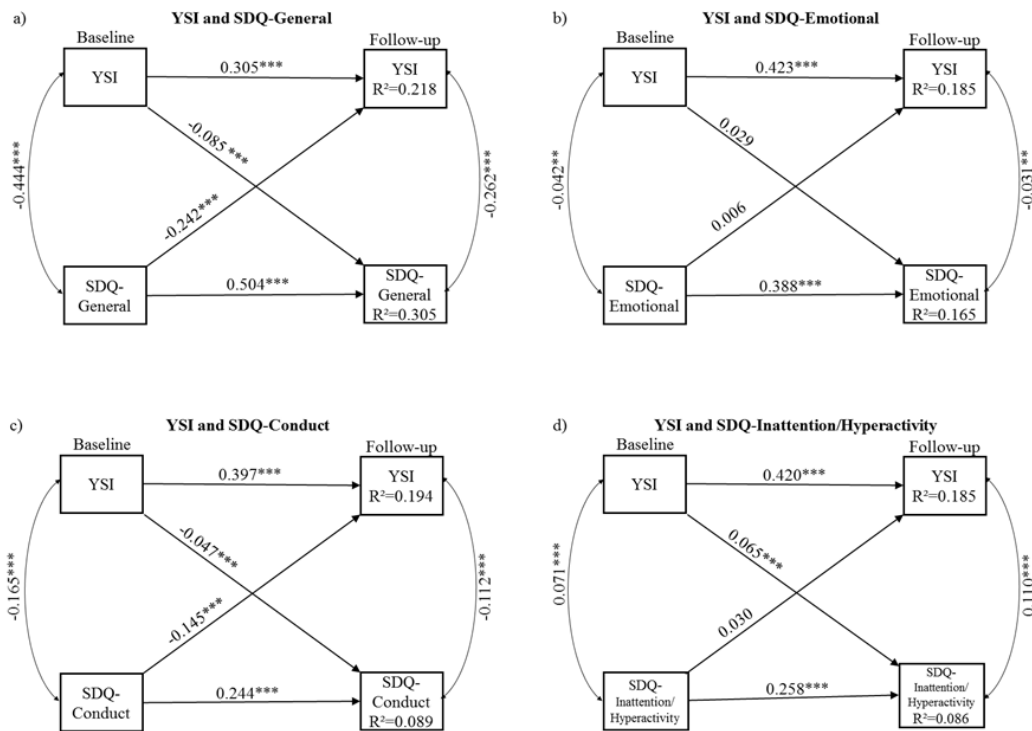 a)
YSI and SDQ-General
Baseline
Follow-up
YSI
0.305***
YSI
R²=0.218
-0.085 ***
-0.444***
-0.262***
-0.242***
SDQ-
General
0.504***
SDQ-
General
R²=0.305
b)
YSI and SDQ-Emotional
Baseline
Follow-up
YSI
0.423***
YSI
R²=0.185
0.029
-0.042**
-0.031**
0.006
SDQ-
Emotional
0.388***
SDQ-
Emotional
R²=0.165
c)
YSI and SDQ-Conduct
Baseline
Follow-up
YSI
0.397***
YSI
R²=0.194
-0.047***
-0.165***
-0.112***
-0.145***
SDQ-
Conduct
0.244***
SDQ-
Conduct
R²=0.089
d)
YSI and SDQ-Inattention/Hyperactivity
Baseline
Follow-up
YSI
0.420***
YSI
R²=0.185
0.065***
0.071***
0.110***
0.030
SDQ-
Inattention/
Hyperactivity
0.258***
SDQ-
Inattention/
Hyperactivity
R²=0.086